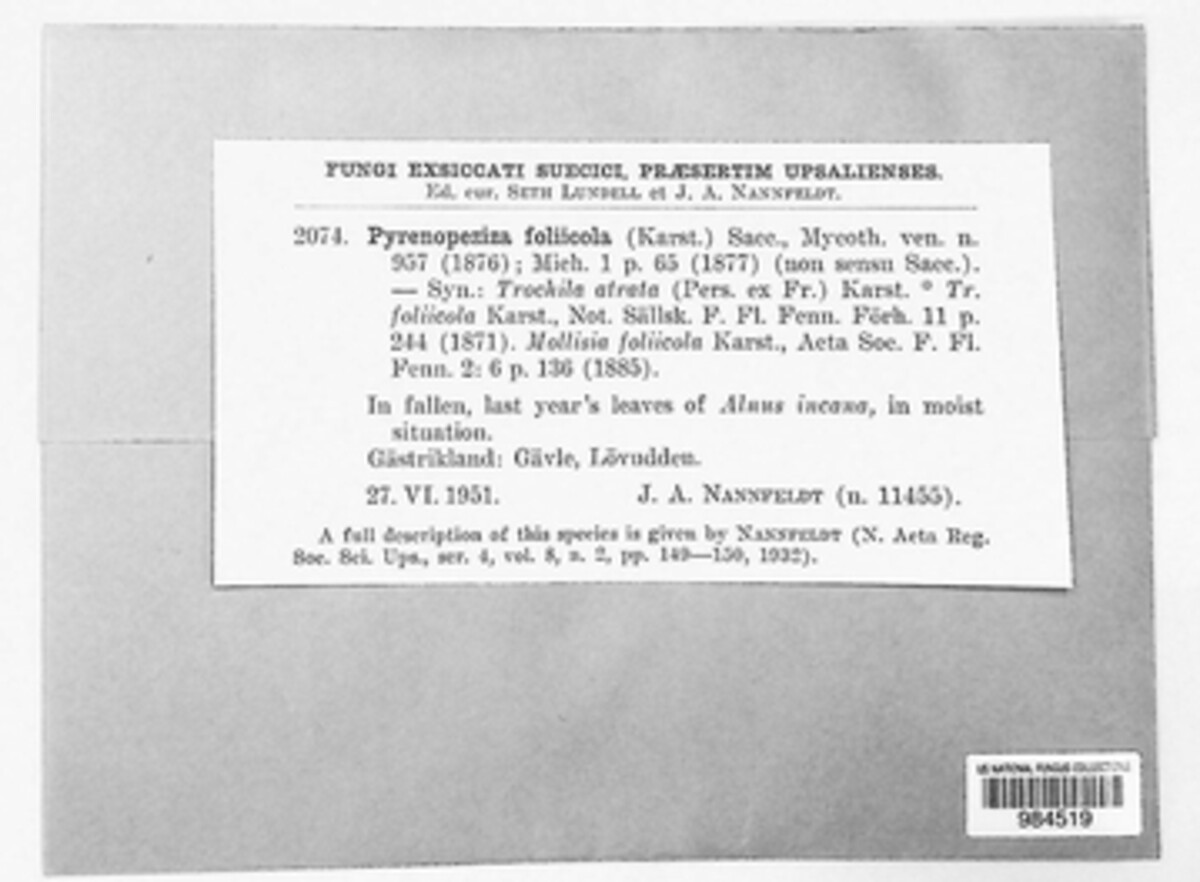 FUNGI EXSICCATI SUECICI, PRÆSERTIM UPSALIENSES.
Ed. cur. SETH LUNDELL et J. A. NANNFELDT.
2074. Pyrenopeziza foliicola (Karst.) Sacc., Mycoth. ven. n.
957 (1876); Mich. 1 p. 65 (1877) (non sensu Sacc.).
— Syn.: Trochila atrata (Pers. ex Fr.) Karst. * Tr.
foliicola Karst., Not. Sällsk. F. Fl. Fenn. Förh. 11 p.
244 (1871). Mollisia foliicola Karst., Acta Soc. F. Fl.
Fenn. 2: 6 p. 136 (1885).
In fallen, last year's leaves of Alnus incana, in moist
situation.
Gästrikland: Gävle, Lövudden.
27. VI. 1951. J. A. NANNFELDT (n. 11455).
A full description of this species is given by NANNFELDT (N. Acta Reg.
Soc. Sci. Ups., ser. 4, vol. 8, n. 2, pp. 149—150, 1932).
US NATIONAL FUNGUS COLLECTIONS
984519